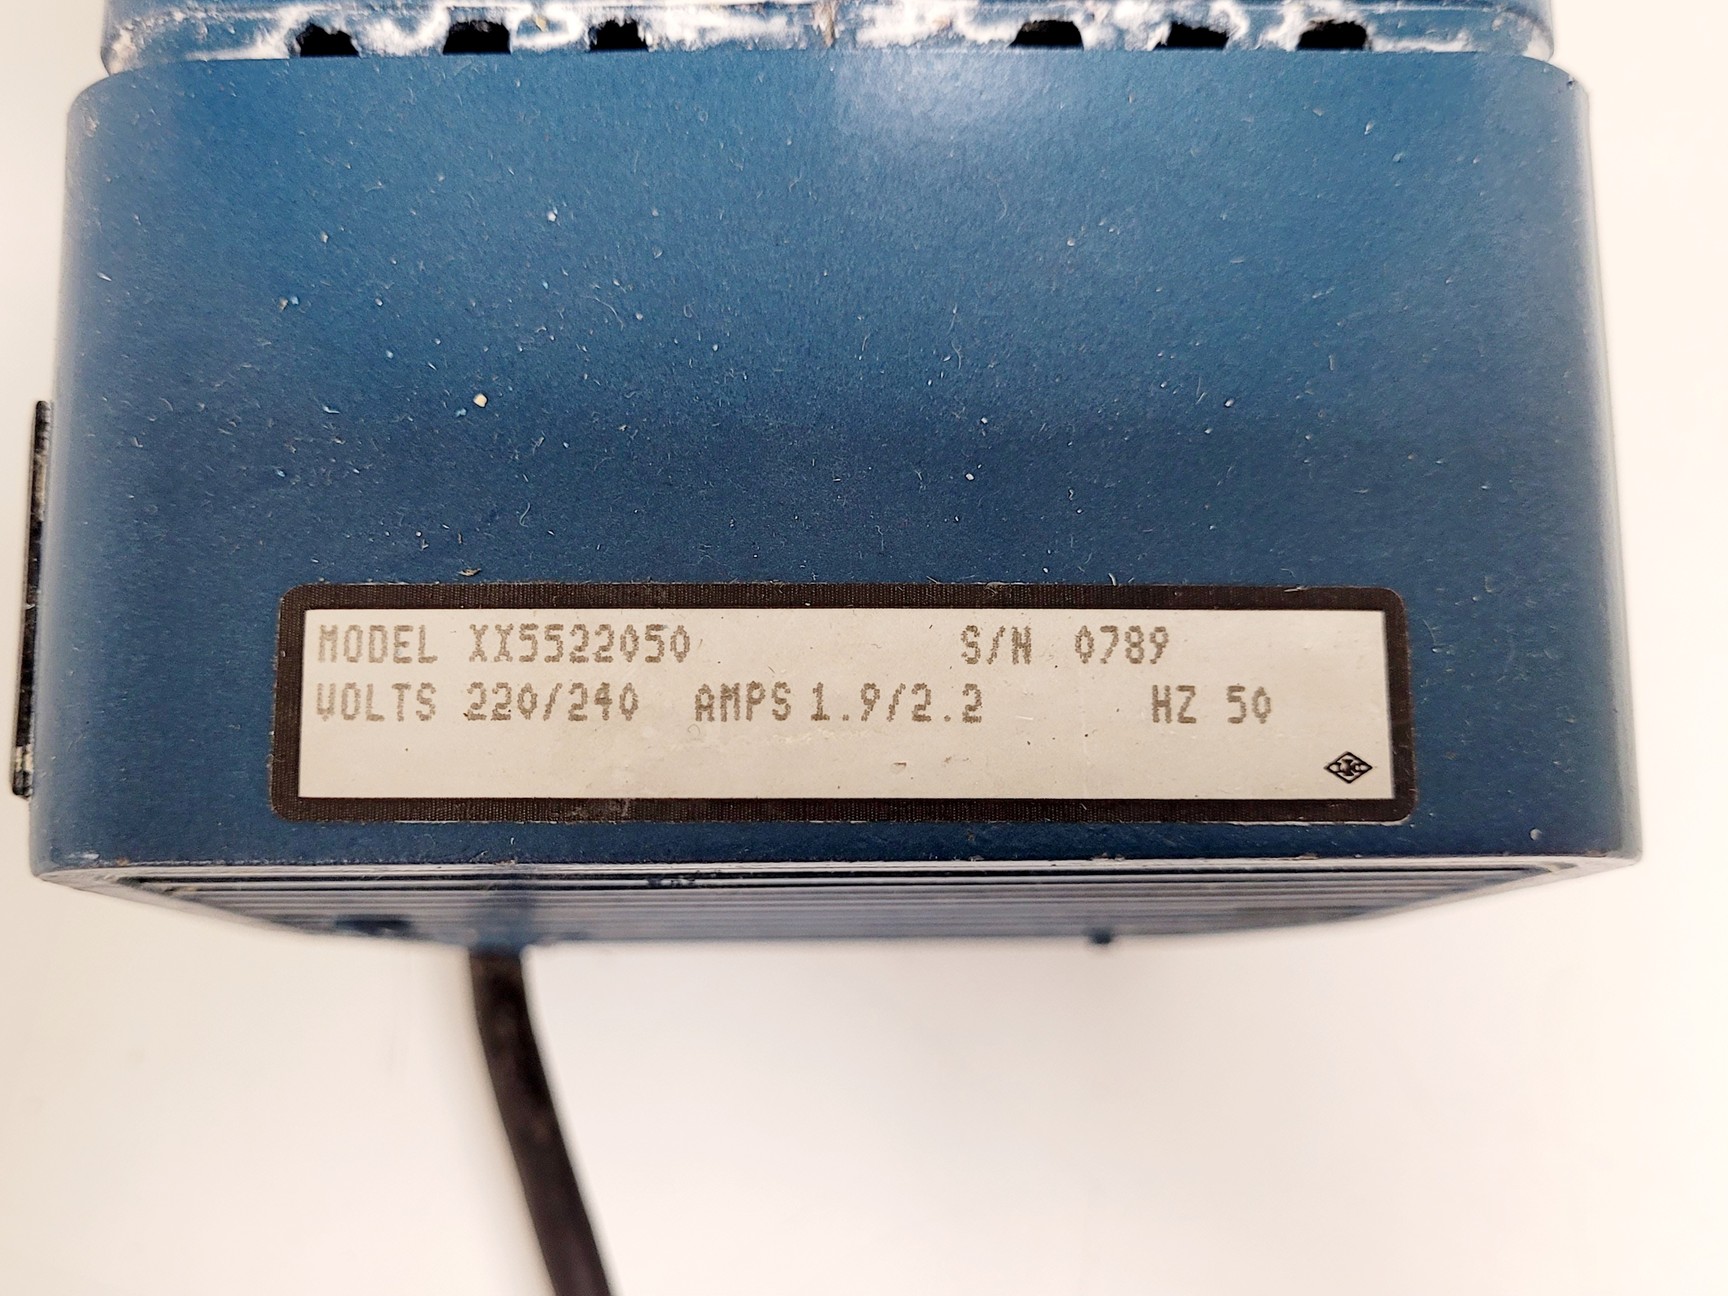 MODEL XX5522050 S/N 0789
VOLTS 220/240 AMPS 1.9/2.2 HZ 50